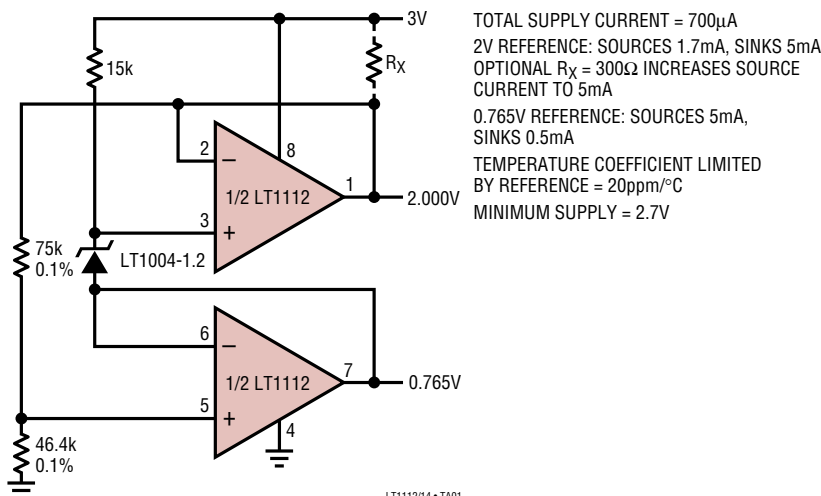 3V
15k
RX
2
−
8
1/2 LT1112
1
2.000V
3
+
75k
0.1%
LT1004-1.2
6
−
1/2 LT1112
7
0.765V
5
+
4
46.4k
0.1%
TOTAL SUPPLY CURRENT = 700µA
2V REFERENCE: SOURCES 1.7mA, SINKS 5mA
OPTIONAL RX = 300Ω INCREASES SOURCE
CURRENT TO 5mA
0.765V REFERENCE: SOURCES 5mA,
SINKS 0.5mA
TEMPERATURE COEFFICIENT LIMITED
BY REFERENCE = 20ppm/°C
MINIMUM SUPPLY = 2.7V
LT1112/14 • TA01